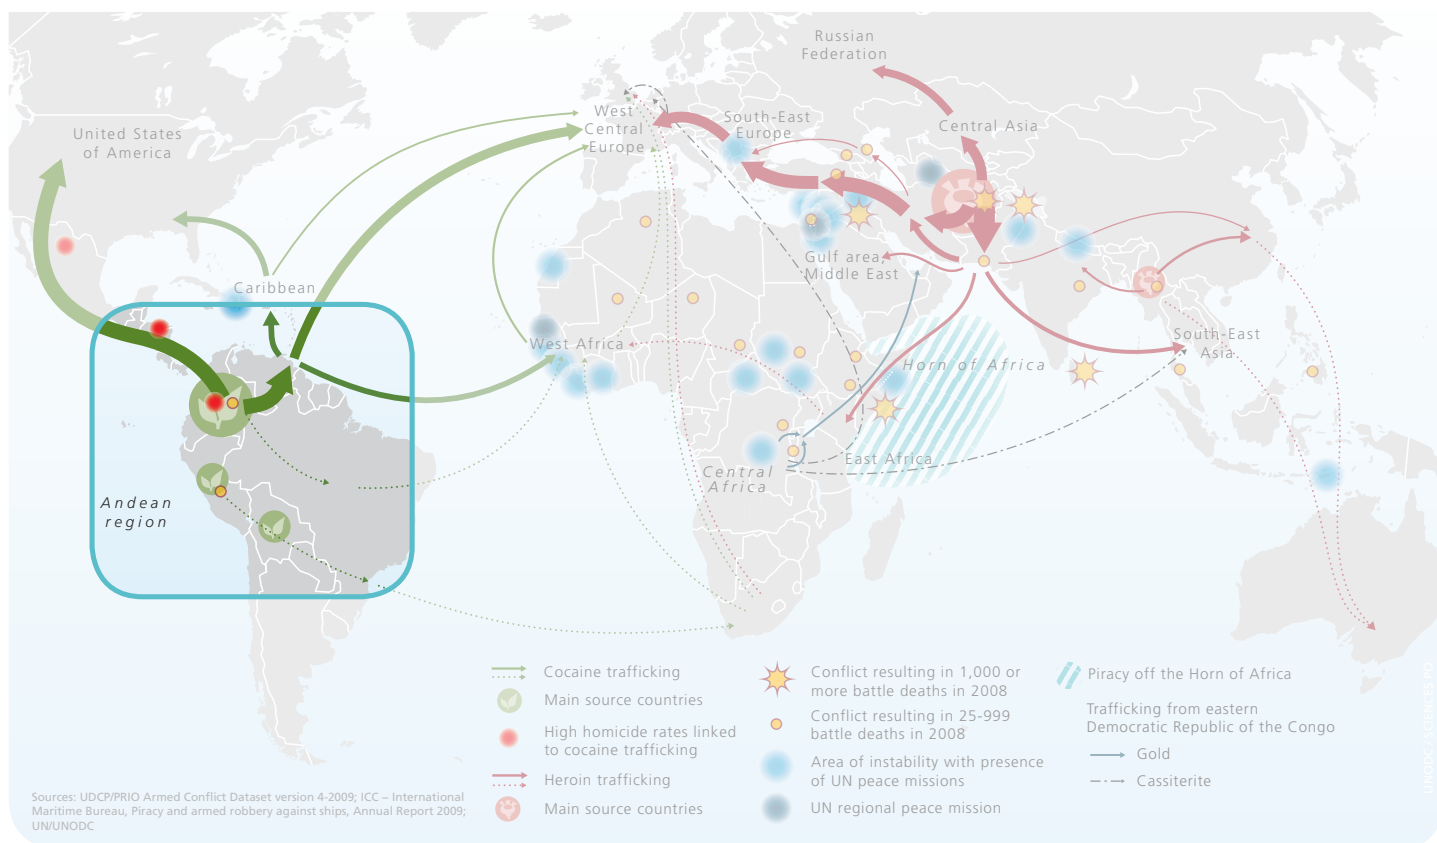 Russian
Federation
United States
of America
West
Central
Europe
South-East
Europe
Central Asia
Gulf area,
Middle East
Caribbean
West Africa
Horn of Africa
South-East
Asia
East Africa
Central
Africa
Andean
region
Cocaine trafficking
Main source countries
High homicide rates linked
to cocaine trafficking
Heroin trafficking
Main source countries
Conflict resulting in 1,000 or
more battle deaths in 2008
Conflict resulting in 25-999
battle deaths in 2008
Area of instability with presence
of UN peace missions
UN regional peace mission
Piracy off the Horn of Africa
Trafficking from eastern
Democratic Republic of the Congo
Gold
Cassiterite
Sources: UDCP/PRIO Armed Conflict Dataset version 4-2009; ICC – International
Maritime Bureau, Piracy and armed robbery against ships, Annual Report 2009;
UN/UNODC
UNODC / SCIENCES PO